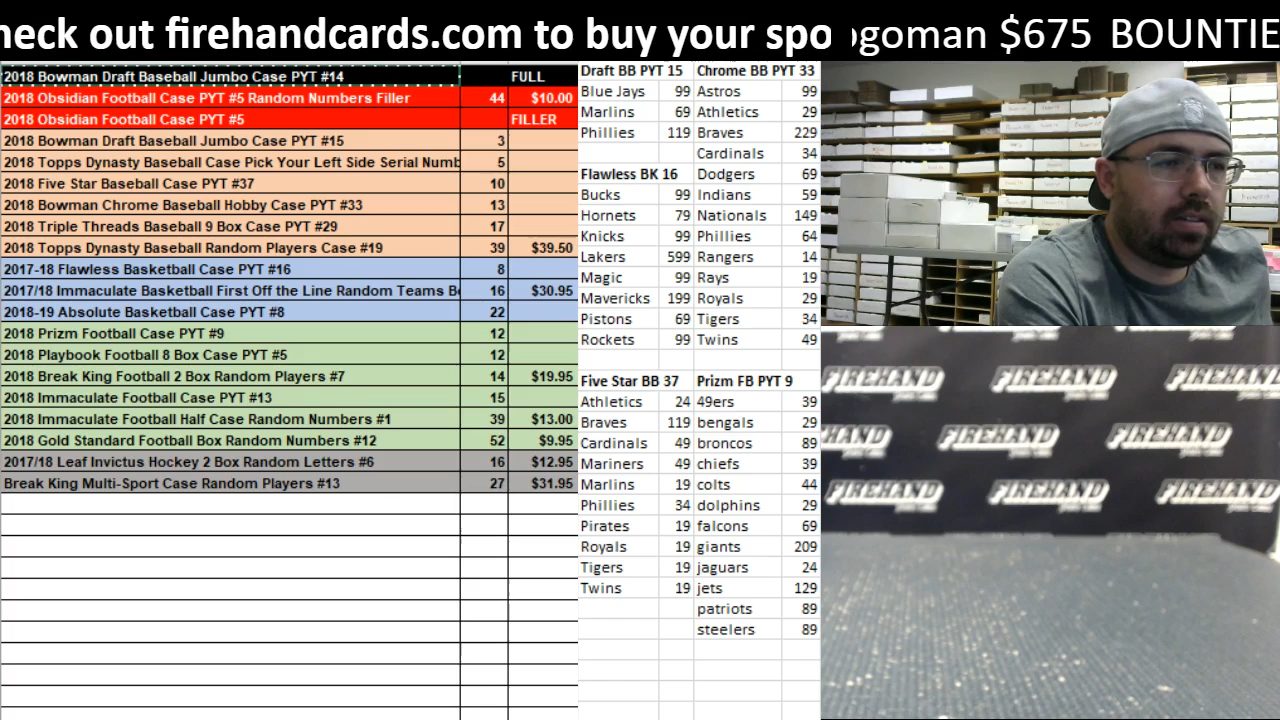 heck out firehandcards.com to buy your spo
ogoman $675 BOUNTIE
2018 Bowman Draft Baseball Jumbo Case PYT #14 FULL
2018 Obsidian Football Case PYT #5 Random Numbers Filler 44 $10.00
2018 Obsidian Football Case PYT #5 FILLER
2018 Bowman Draft Baseball Jumbo Case PYT #15 3
2018 Topps Dynasty Baseball Case Pick Your Left Side Serial Numb 5
2018 Five Star Baseball Case PYT #37 10
2018 Bowman Chrome Baseball Hobby Case PYT #33 13
2018 Triple Threads Baseball 9 Box Case PYT #29 17
2018 Topps Dynasty Baseball Random Players Case #19 39 $39.50
2017-18 Flawless Basketball Case PYT #16 8
2017/18 Immaculate Basketball First Off the Line Random Teams Bo 16 $30.95
2018-19 Absolute Basketball Case PYT #8 22
2018 Prizm Football Case PYT #9 12
2018 Playbook Football 8 Box Case PYT #5 12
2018 Break King Football 2 Box Random Players #7 14 $19.95
2018 Immaculate Football Case PYT #13 15
2018 Immaculate Football Half Case Random Numbers #1 39 $13.00
2018 Gold Standard Football Box Random Numbers #12 52 $9.95
2017/18 Leaf Invictus Hockey 2 Box Random Letters #6 16 $12.95
Break King Multi-Sport Case Random Players #13 27 $31.95
Draft BB PYT 15
Blue Jays 99
Marlins 69
Phillies 119
Flawless BK 16
Bucks 99
Hornets 79
Knicks 99
Lakers 599
Magic 99
Mavericks 199
Pistons 69
Rockets 99
Five Star BB 37
Athletics 24
Braves 119
Cardinals 49
Mariners 49
Marlins 19
Phillies 34
Pirates 19
Royals 19
Tigers 19
Twins 19
Chrome BB PYT 33
Astros 99
Athletics 29
Braves 229
Cardinals 34
Dodgers 69
Indians 59
Nationals 149
Phillies 64
Rangers 14
Rays 19
Royals 29
Tigers 34
Twins 49
Prizm FB PYT 9
49ers 39
bengals 29
broncos 89
chiefs 39
colts 44
dolphins 29
falcons 69
giants 209
jaguars 24
jets 129
patriots 89
steelers 89
FIREHAND FIREHAND FIREHAND
HAND FIREHAND FIREHAND
FIREHAND FIREHAND FIREHAND